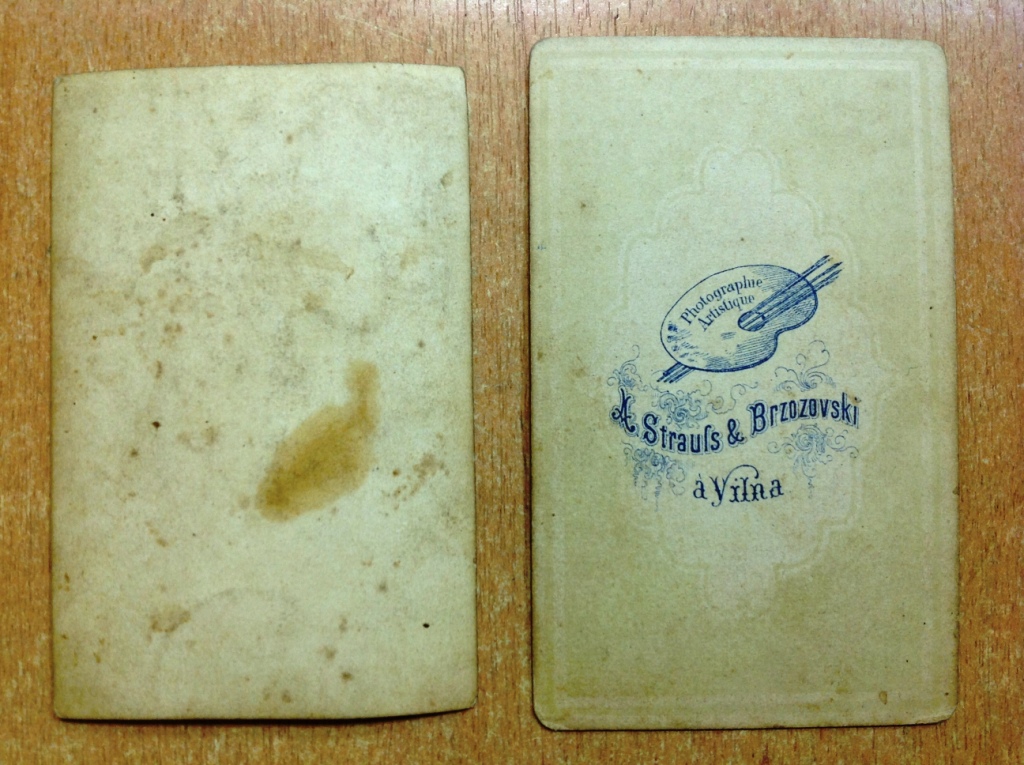 Photographie
Artistique
A. Strauſs & Brzozovski
à Vilna